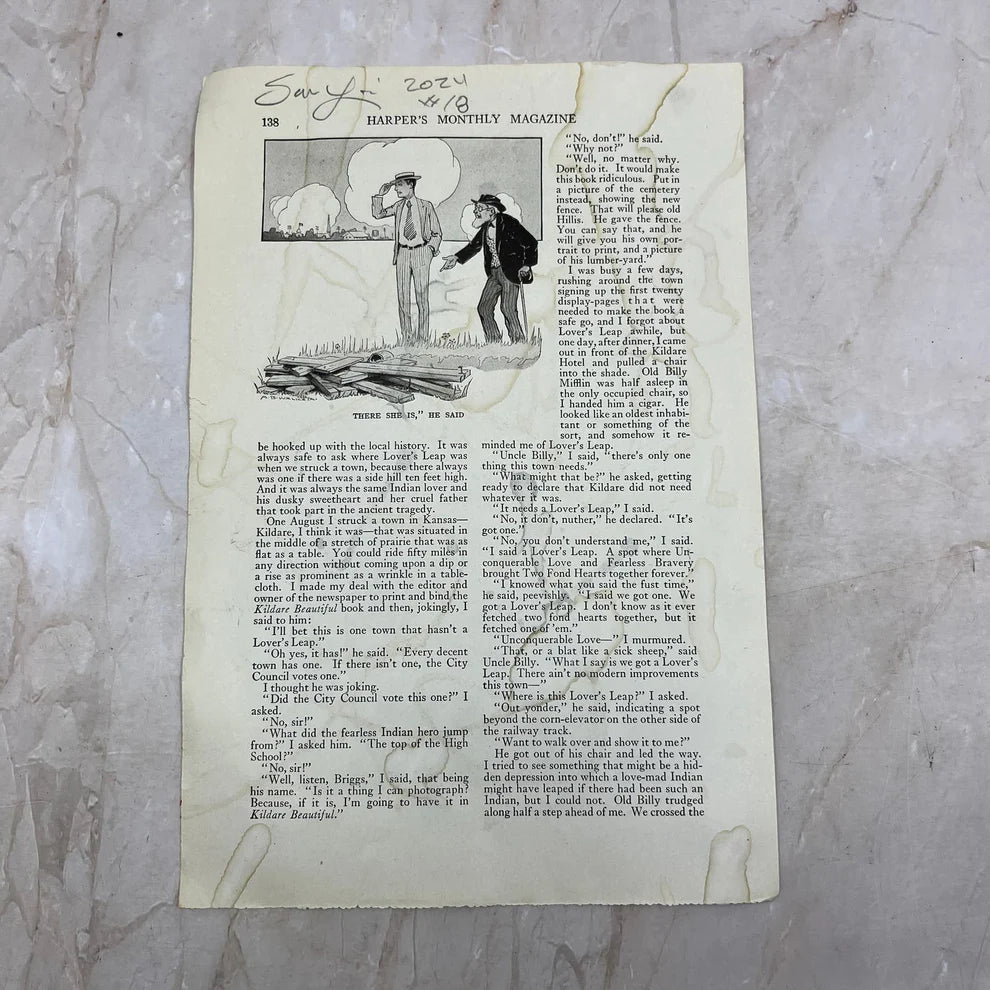 2024
#18
138
HARPER'S MONTHLY MAGAZINE
THERE SHE IS," HE SAID
be hooked up with the local history. It was
always safe to ask where Lover's Leap was
when we struck a town, because there always
was one if there was a side hill ten feet high.
And it was always the same Indian lover and
his dusky sweetheart and her cruel father
that took part in the ancient tragedy.
One August I struck a town in Kansas—
Kildare, I think it was—that was situated in
the middle of a stretch of prairie that was as
flat as a table. You could ride fifty miles in
any direction without coming upon a dip or
a rise as prominent as a wrinkle in a table-
cloth. I made my deal with the editor and
owner of the newspaper to print and bind the
Kildare Beautiful book and then, jokingly, I
said to him:
"I'll bet this is one town that hasn't a
Lover's Leap."
"Oh yes, it has!" he said. "Every decent
town has one. If there isn't one, the City
Council votes one."
I thought he was joking.
"Did the City Council vote this one?" I
asked.
"No, sir!"
"What did the fearless Indian hero jump
from?" I asked him. "The top of the High
School?"
"No, sir!"
"Well, listen, Briggs," I said, that being
his name. "Is it a thing I can photograph?
Because, if it is, I'm going to have it in
Kildare Beautiful."
"No, don't!" he said.
"Why not?"
"Well, no matter why.
Don't do it. It would make
this book ridiculous. Put in
a picture of the cemetery
instead, showing the new
fence. That will please old
Hillis. He gave the fence.
You can say that, and he
will give you his own por-
trait to print, and a picture
of his lumber-yard."
I was busy a few days,
rushing around the town
signing up the first twenty
display-pages that were
needed to make the book a
safe go, and I forgot about
Lover's Leap awhile, but
one day, after dinner, I came
out in front of the Kildare
Hotel and pulled a chair
into the shade. Old Billy
Mifflin was half asleep in
the only occupied chair, so
I handed him a cigar. He
looked like an oldest inhabi-
tant or something of the
sort, and somehow it re-
minded me of Lover's Leap.
"Uncle Billy," I said, "there's only one
thing this town needs."
"What might that be?" he asked, getting
ready to declare that Kildare did not need
whatever it was.
"It needs a Lover's Leap," I said.
"No, it don't, nuther," he declared. "It's
got one."
"No, you don't understand me," I said.
"I said a Lover's Leap. A spot where Un-
conquerable Love and Fearless Bravery
brought Two Fond Hearts together forever."
"I knowed what you said the fust time,"
he said, peevishly. "I said we got one. We
got a Lover's Leap. I don't know as it ever
fetched two fond hearts together, but it
fetched one of 'em."
"Unconquerable Love—" I murmured.
"That, or a blat like a sick sheep," said
Uncle Billy. "What I say is we got a Lover's
Leap. There ain't no modern improvements
this town—"
"Where is this Lover's Leap?" I asked.
"Out yonder," he said, indicating a spot
beyond the corn-elevator on the other side of
the railway track.
"Want to walk over and show it to me?"
He got out of his chair and led the way.
I tried to see something that might be a hid-
den depression into which a love-mad Indian
might have leaped if there had been such an
Indian, but I could not. Old Billy trudged
along half a step ahead of me. We crossed the